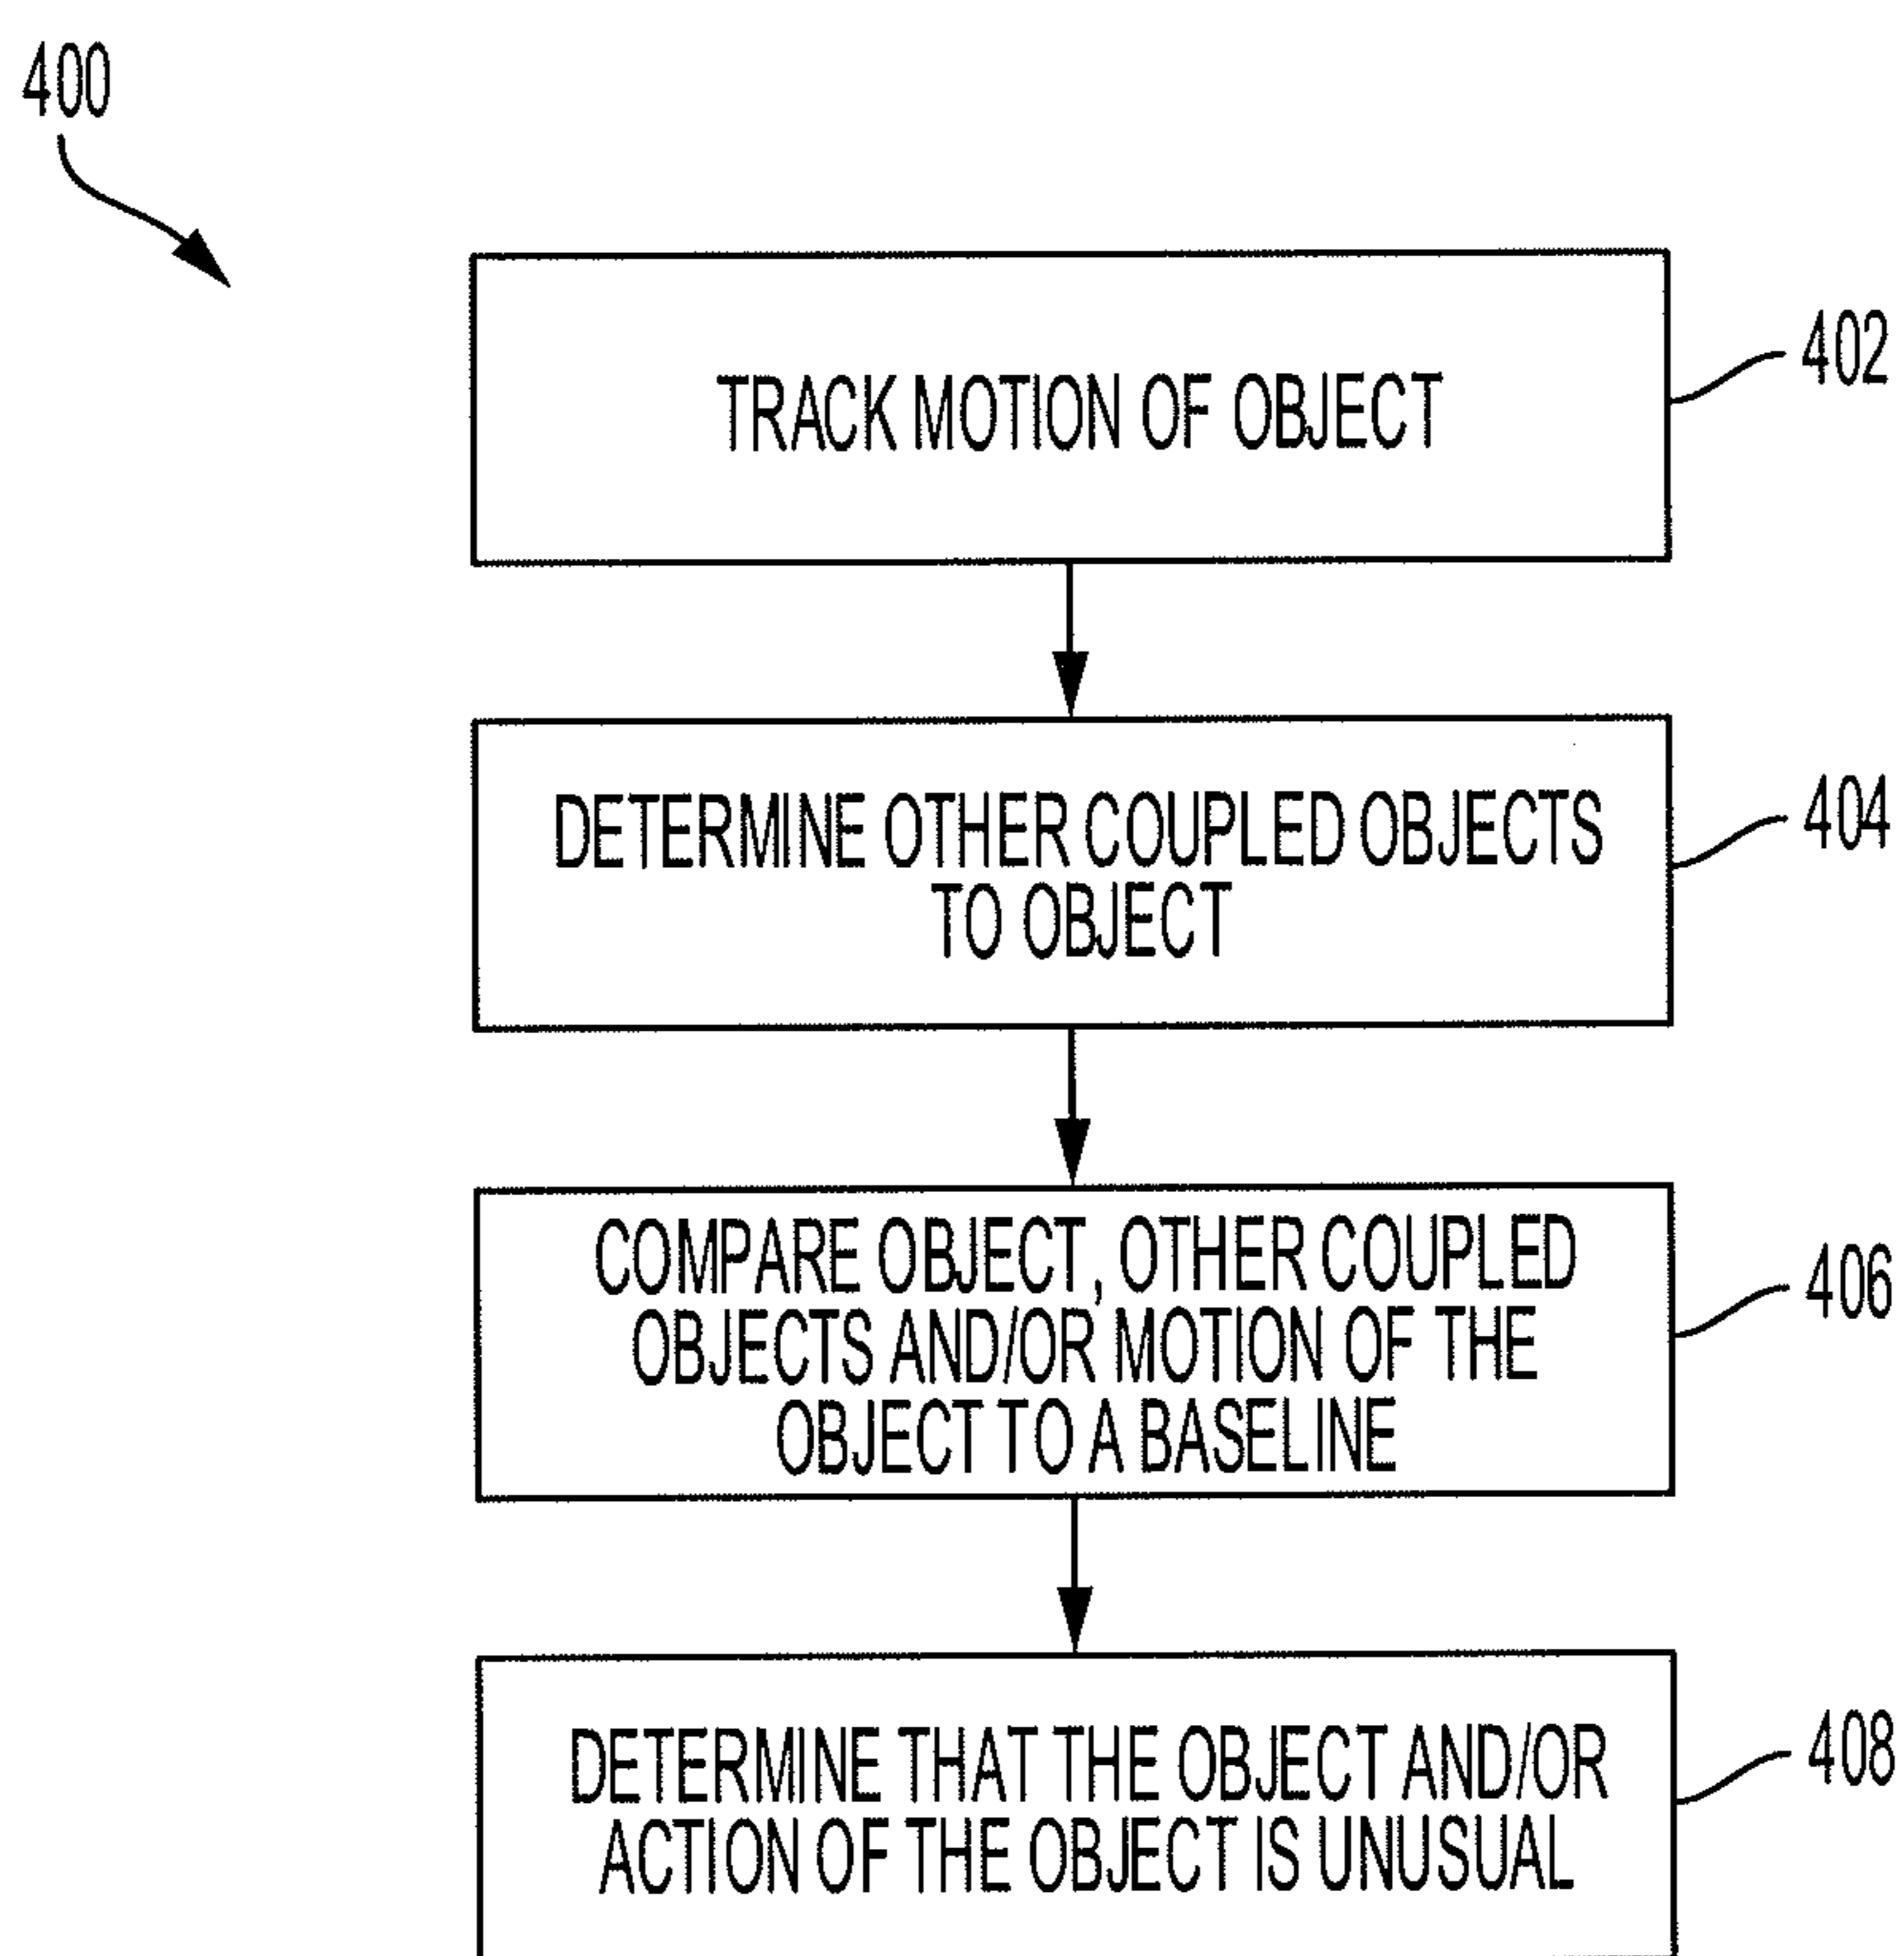 400
TRACK MOTION OF OBJECT
402
DETERMINE OTHER COUPLED OBJECTS
TO OBJECT
404
COMPARE OBJECT, OTHER COUPLED
OBJECTS AND/OR MOTION OF THE
OBJECT TO A BASELINE
406
DETERMINE THAT THE OBJECT AND/OR
ACTION OF THE OBJECT IS UNUSUAL
408